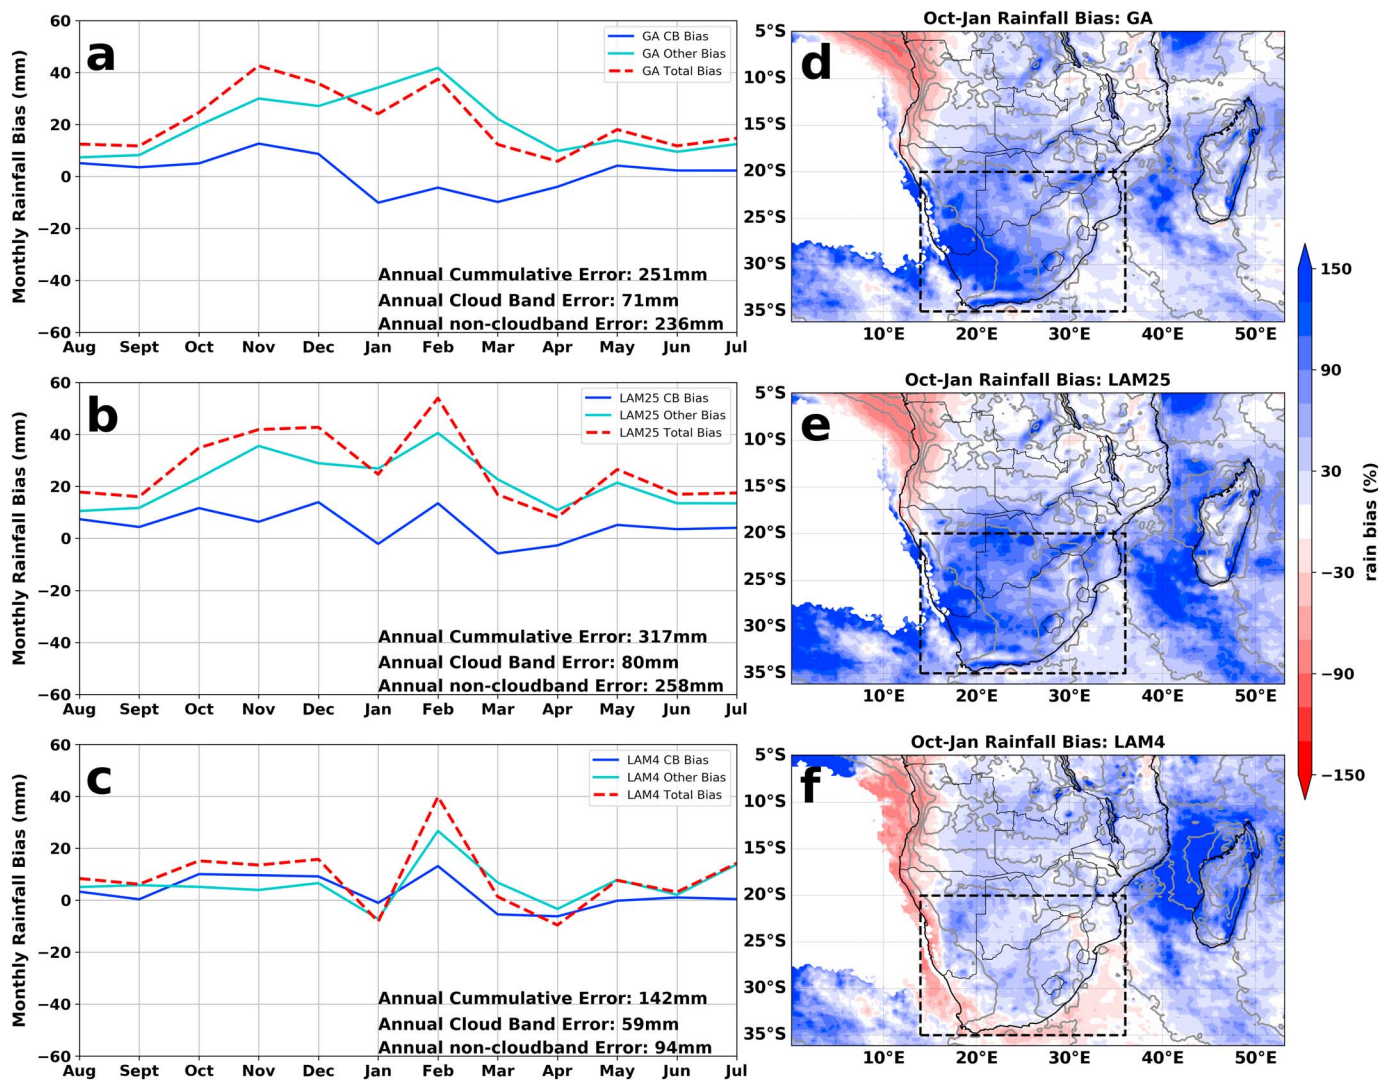 a
Monthly Rainfall Bias (mm)
60
40
20
0
−20
−40
−60
GA CB Bias
GA Other Bias
GA Total Bias
Annual Cummulative Error: 251mm
Annual Cloud Band Error: 71mm
Annual non-cloudband Error: 236mm
Aug Sept Oct Nov Dec Jan Feb Mar Apr May Jun Jul
Oct-Jan Rainfall Bias: GA
d
5°S
10°S
15°S
20°S
25°S
30°S
35°S
10°E 20°E 30°E 40°E 50°E
b
Monthly Rainfall Bias (mm)
60
40
20
0
−20
−40
−60
LAM25 CB Bias
LAM25 Other Bias
LAM25 Total Bias
Annual Cummulative Error: 317mm
Annual Cloud Band Error: 80mm
Annual non-cloudband Error: 258mm
Aug Sept Oct Nov Dec Jan Feb Mar Apr May Jun Jul
Oct-Jan Rainfall Bias: LAM25
e
5°S
10°S
15°S
20°S
25°S
30°S
35°S
10°E 20°E 30°E 40°E 50°E
c
Monthly Rainfall Bias (mm)
60
40
20
0
−20
−40
−60
LAM4 CB Bias
LAM4 Other Bias
LAM4 Total Bias
Annual Cummulative Error: 142mm
Annual Cloud Band Error: 59mm
Annual non-cloudband Error: 94mm
Aug Sept Oct Nov Dec Jan Feb Mar Apr May Jun Jul
Oct-Jan Rainfall Bias: LAM4
f
5°S
10°S
15°S
20°S
25°S
30°S
35°S
10°E 20°E 30°E 40°E 50°E
150
90
30
−30
−90
−150
rain bias (%)